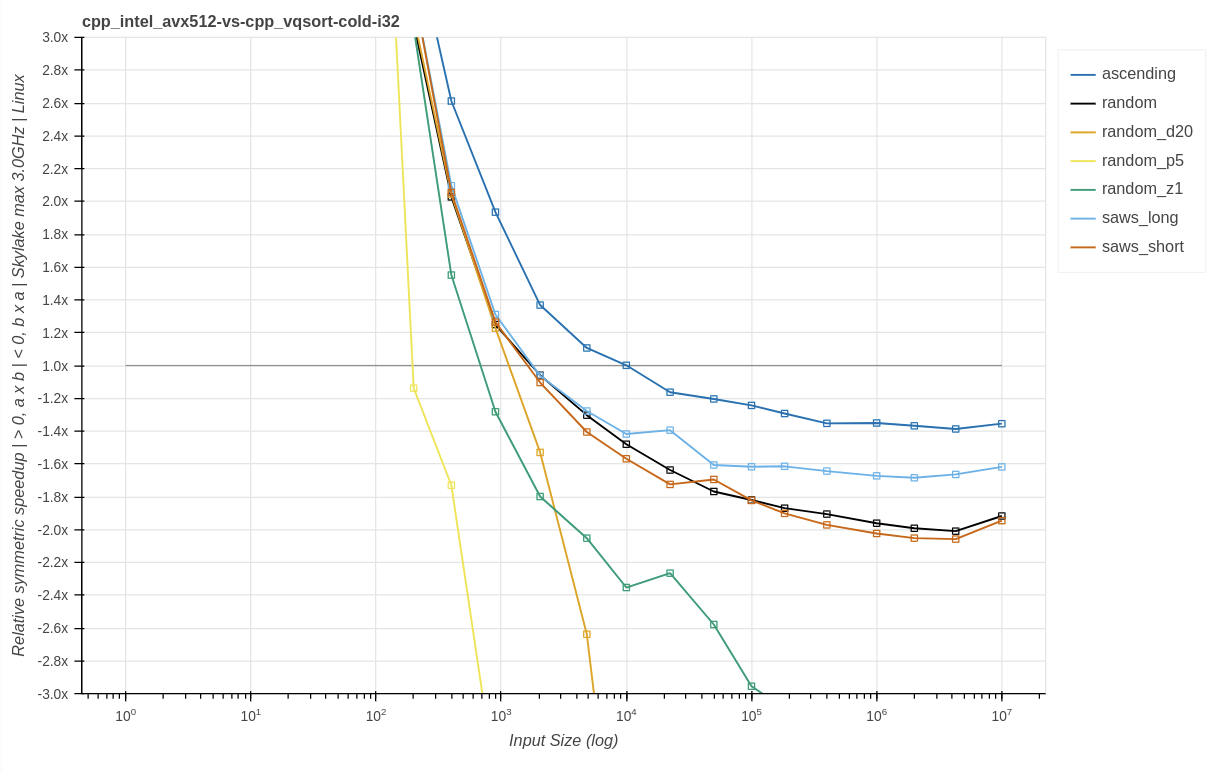 cpp_intel_avx512-vs-cpp_vqsort-cold-i32
Relative symmetric speedup | > 0, a x b | < 0, b x a | Skylake max 3.0GHz | Linux
3.0x
2.8x
2.6x
2.4x
2.2x
2.0x
1.8x
1.6x
1.4x
1.2x
1.0x
-1.2x
-1.4x
-1.6x
-1.8x
-2.0x
-2.2x
-2.4x
-2.6x
-2.8x
-3.0x
10⁰ 10¹ 10² 10³ 10⁴ 10⁵ 10⁶ 10⁷
Input Size (log)
ascending
random
random_d20
random_p5
random_z1
saws_long
saws_short